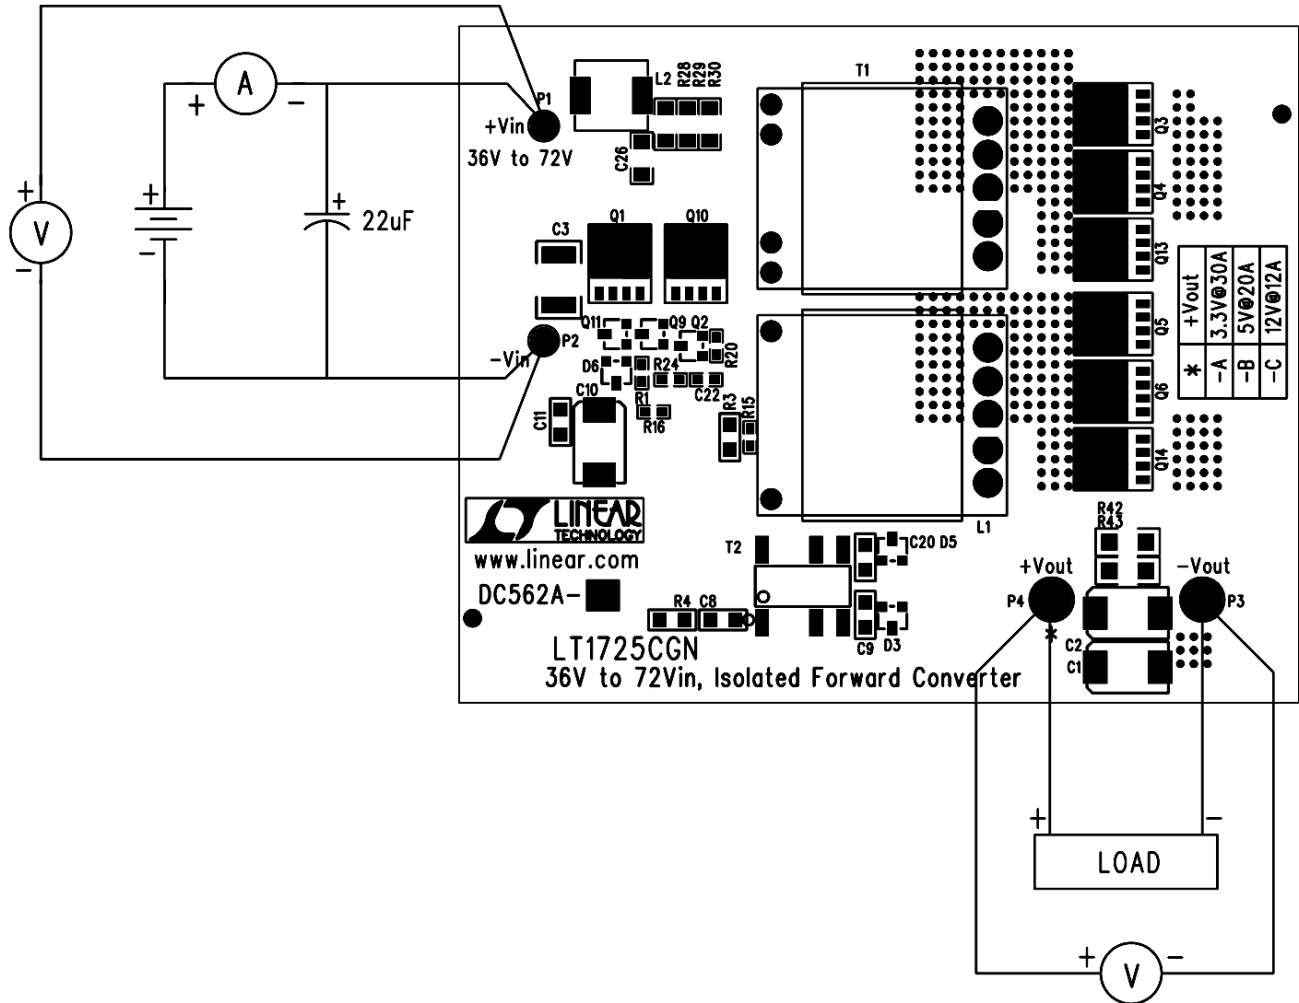 A
+
-
+
-
V
+
-
+
22uF
P1
+Vin
36V to 72V
L2
R28
R29
R30
C26
T1
Q3
Q4
Q13
Q1
Q10
C3
Q11
Q9
Q2
R20
P2
-Vin
D6
R24
C22
R1
C10
C11
R16
R3
R15
Q5
Q6
Q14
* +Vout
-A 3.3V@30A
-B 5V@20A
-C 12V@12A
LINEAR
TECHNOLOGY
www.linear.com
DC562A-
T2
L1
C20 D5
R42
R43
+Vout
-Vout
P4
P3
*
R4
C8
C9
D3
C2
C1
LT1725CGN
36V to 72Vin, Isolated Forward Converter
+
-
LOAD
+
-
V